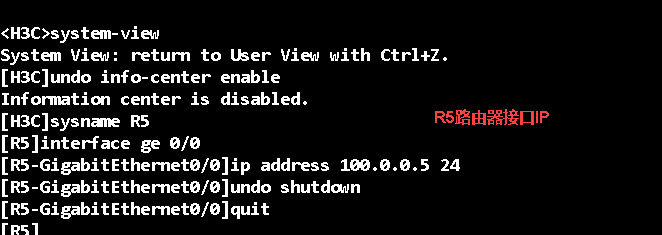 <H3C>system-view
System View: return to User View with Ctrl+Z.
[H3C]undo info-center enable
Information center is disabled.
[H3C]sysname R5
R5路由器接口IP
[R5]interface ge 0/0
[R5-GigabitEthernet0/0]ip address 100.0.0.5 24
[R5-GigabitEthernet0/0]undo shutdown
[R5-GigabitEthernet0/0]quit
[R5]